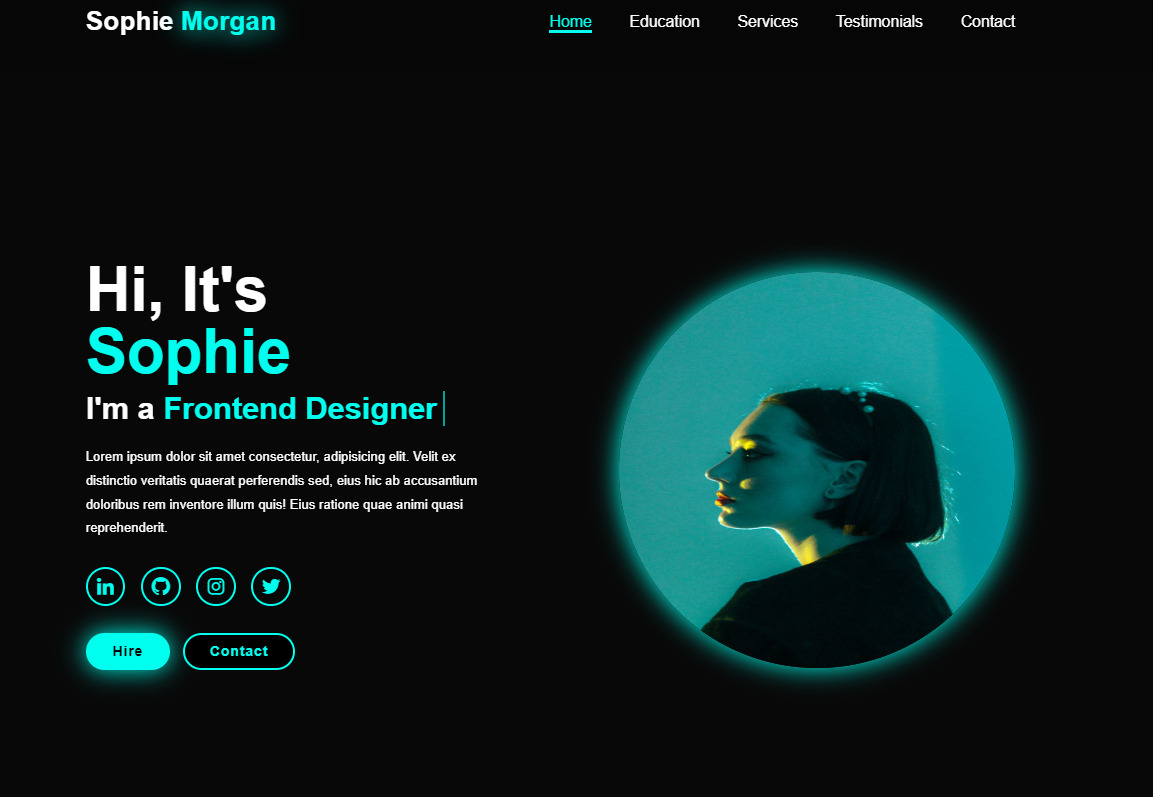 Sophie Morgan
Home Education Services Testimonials Contact
Hi, It's
Sophie
I'm a Frontend Designer
Lorem ipsum dolor sit amet consectetur, adipisicing elit. Velit ex
distinctio veritatis quaerat perferendis sed, eius hic ab accusantium
doloribus rem inventore illum quis! Eius ratione quae animi quasi
reprehenderit.
in
Hire
Contact